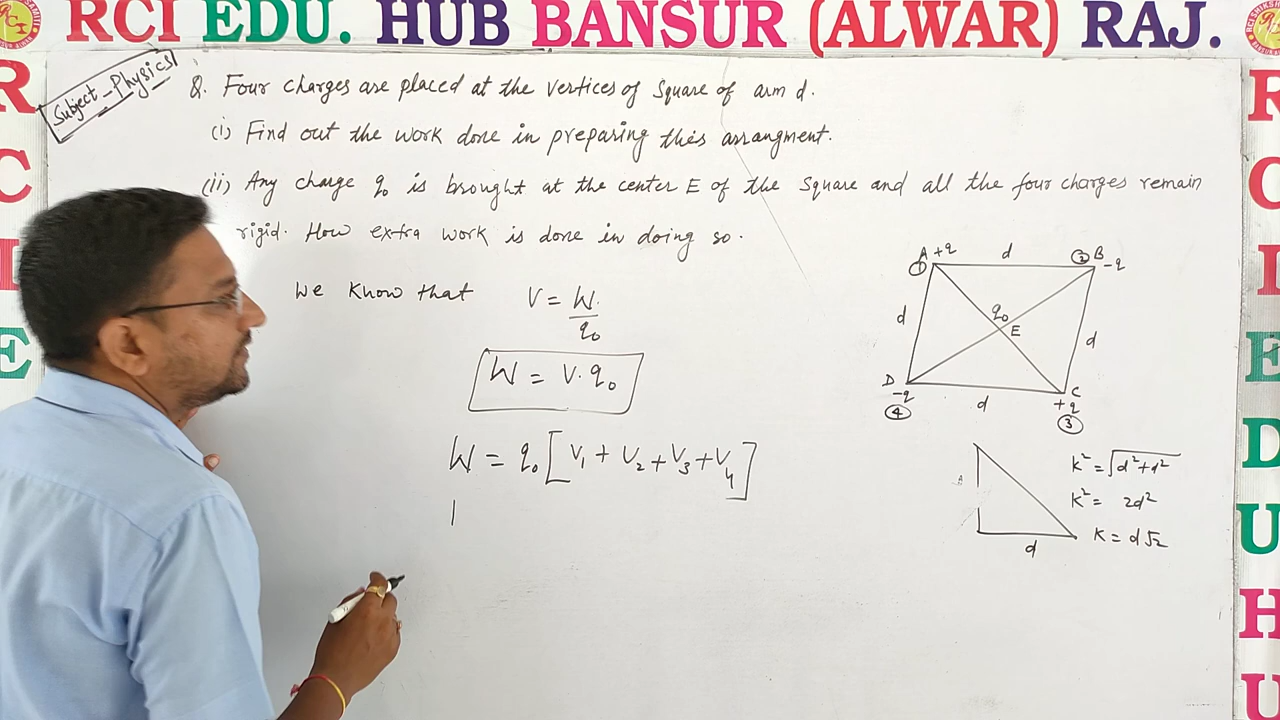 RCI EDU. HUB BANSUR (ALWAR) RAJ.
Subject - Physics
Q. Four charges are placed at the vertices of Square of arm d.
(i) Find out the work done in preparing this arrangment.
(ii) Any charge q₀ is brought at the center E of the Square and all the four charges remain
rigid. How extra work is done in doing so.
We Know that V = W/q₀
W = V·q₀
W = q₀[V₁ + V₂ + V₃ + V₄]
A +q d B -q
① ②
d q₀ E d
D -q d C +q
④ ③
K² = √d²+d²
K² = 2d²
K = d√2
d
R
C
I
E
R
C
I
E
D
U
H
U